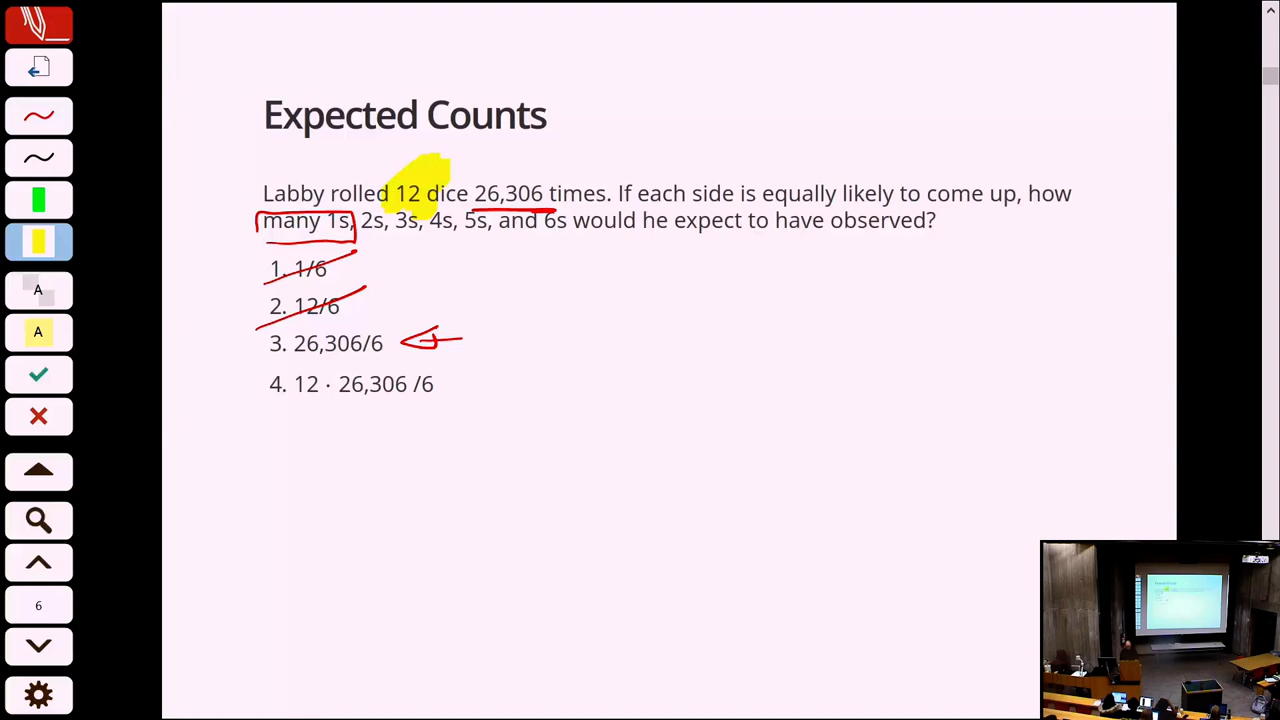 Expected Counts
Labby rolled 12 dice 26,306 times. If each side is equally likely to come up, how
many 1s, 2s, 3s, 4s, 5s, and 6s would he expect to have observed?
1. 1/6
2. 12/6
3. 26,306/6
4. 12 · 26,306 /6
A
A
6